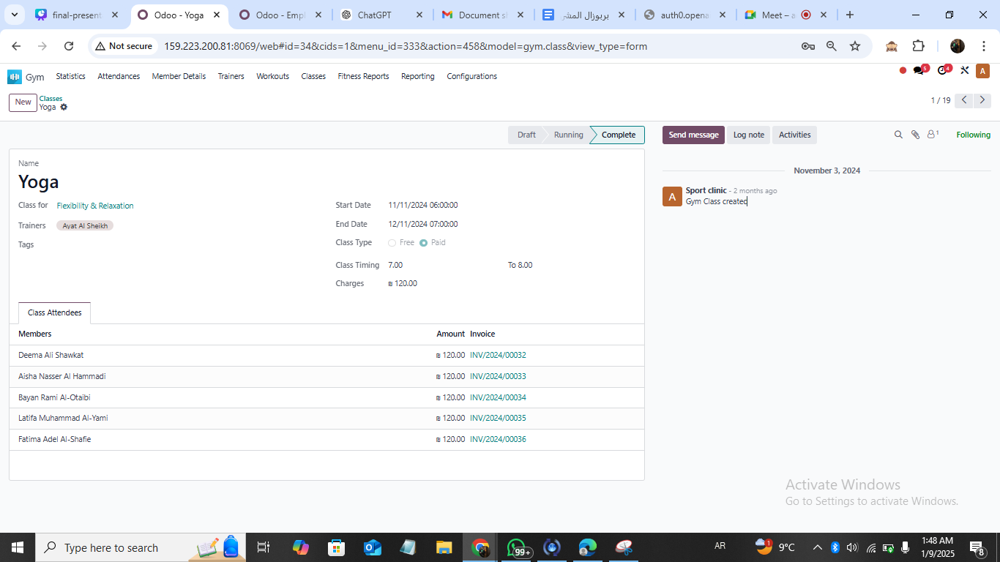 final-present
Odoo - Yoga
Odoo - Empl
ChatGPT
Document sh
بربوزال المشر
auth0.opena
Meet – a
Not secure
159.223.200.81:8069/web#id=34&cids=1&menu_id=333&action=458&model=gym.class&view_type=form
Gym Statistics Attendances Member Details Trainers Workouts Classes Fitness Reports Reporting Configurations
5 4 A
New
Classes
Yoga
1 / 19
Draft Running Complete
Send message Log note Activities 1 Following
Name
Yoga
Class for Flexibility & Relaxation
Trainers Ayat Al Sheikh
Tags
Start Date 11/11/2024 06:00:00
End Date 12/11/2024 07:00:00
Class Type Free Paid
Class Timing 7.00 To 8.00
Charges ₪ 120.00
November 3, 2024
A Sport clinic - 2 months ago
Gym Class created
Class Attendees
Members Amount Invoice
Deema Ali Shawkat ₪ 120.00 INV/2024/00032
Aisha Nasser Al Hammadi ₪ 120.00 INV/2024/00033
Bayan Rami Al-Otaibi ₪ 120.00 INV/2024/00034
Latifa Muhammad Al-Yami ₪ 120.00 INV/2024/00035
Fatima Adel Al-Shafie ₪ 120.00 INV/2024/00036
Activate Windows
Go to Settings to activate Windows.
Type here to search
99+
AR
1
9°C
1:48 AM
1/9/2025
8